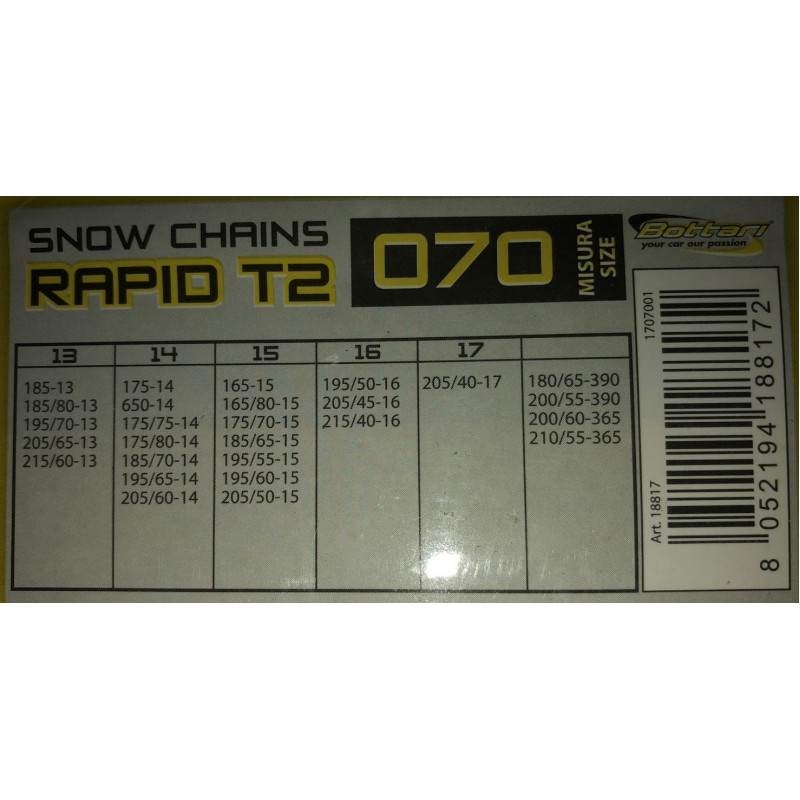 SNOW CHAINS
RAPID T2
070
MISURA
SIZE
Bottari
your car our passion
13 14 15 16 17
185-13 175-14 165-15 195/50-16 205/40-17 180/65-390
185/80-13 650-14 165/80-15 205/45-16 200/55-390
195/70-13 175/75-14 175/70-15 215/40-16 200/60-365
205/65-13 175/80-14 185/65-15 210/55-365
215/60-13 185/70-14 195/55-15
195/65-14 195/60-15
205/60-14 205/50-15
1707001
Art. 18817
8 052194 188172